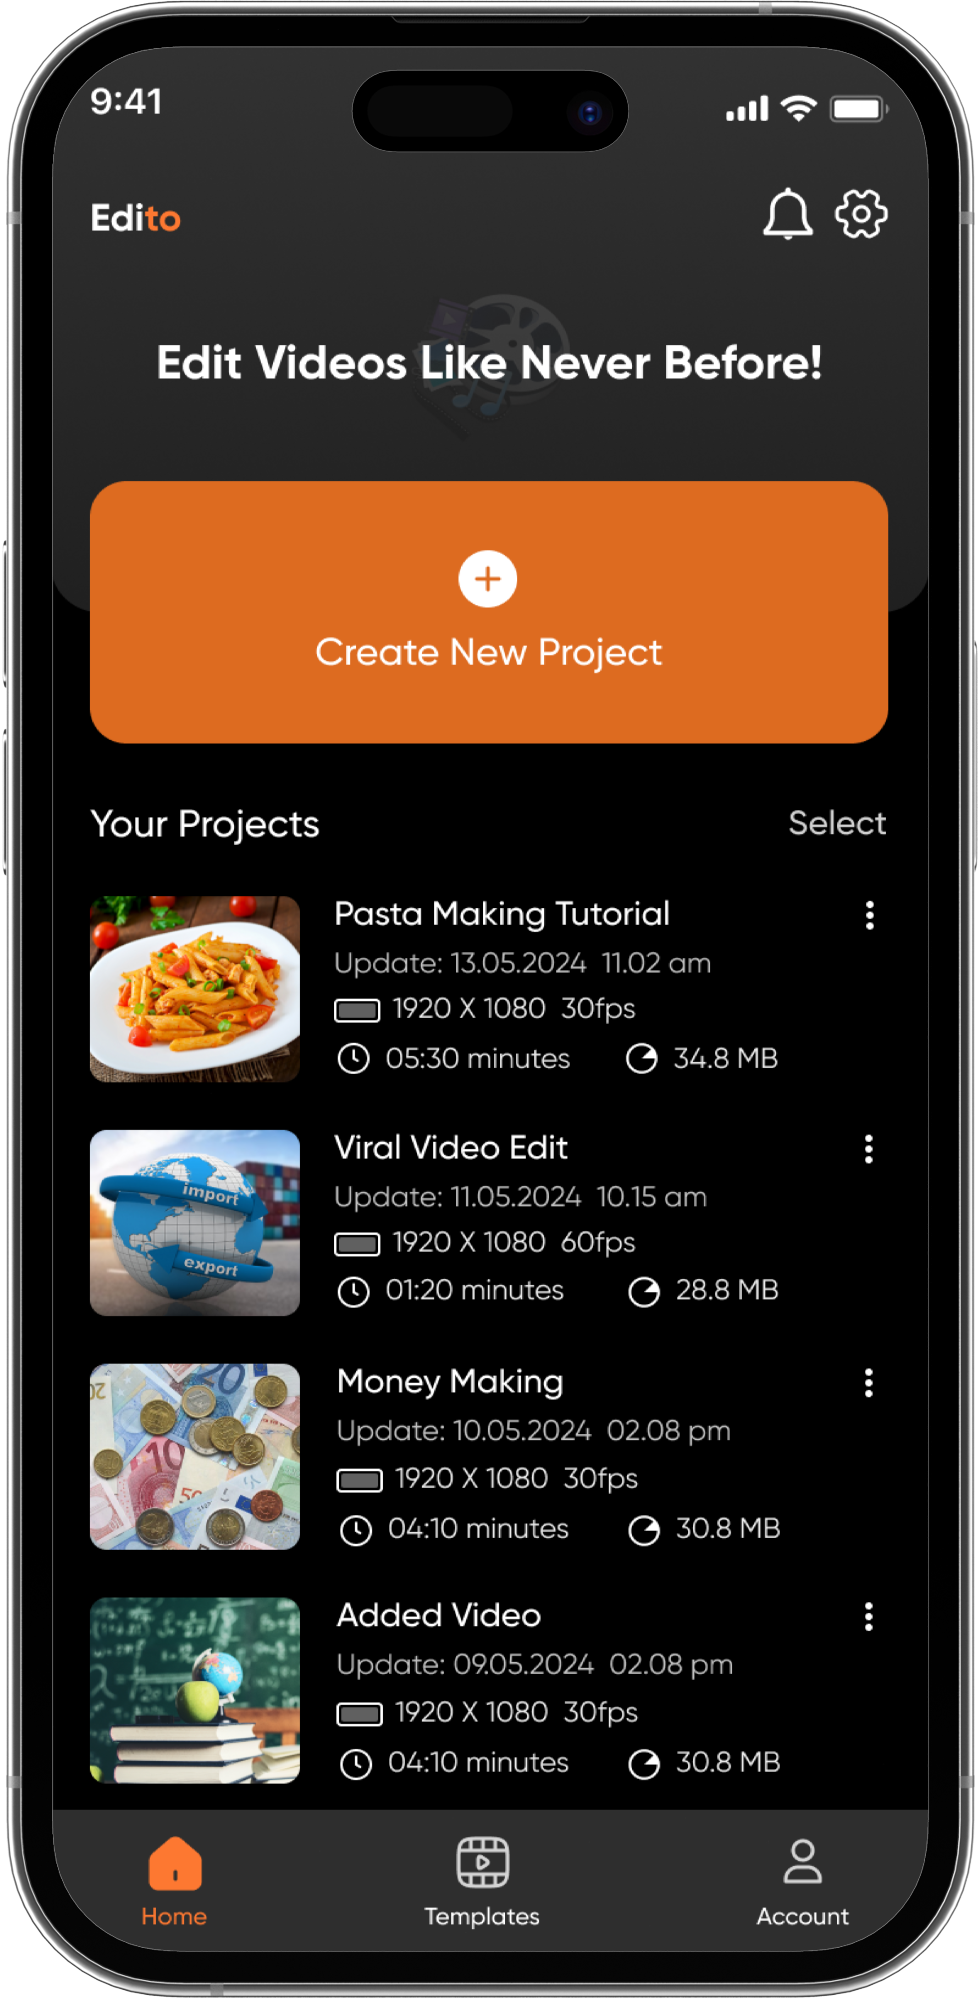 9:41
Edito
Edit Videos Like Never Before!
Create New Project
Your Projects
Select
Pasta Making Tutorial
Update: 13.05.2024 11.02 am
1920 X 1080 30fps
05:30 minutes 34.8 MB
import
export
Viral Video Edit
Update: 11.05.2024 10.15 am
1920 X 1080 60fps
01:20 minutes 28.8 MB
20
20
10
50
Money Making
Update: 10.05.2024 02.08 pm
1920 X 1080 30fps
04:10 minutes 30.8 MB
Added Video
Update: 09.05.2024 02.08 pm
1920 X 1080 30fps
04:10 minutes 30.8 MB
Home
Templates
Account